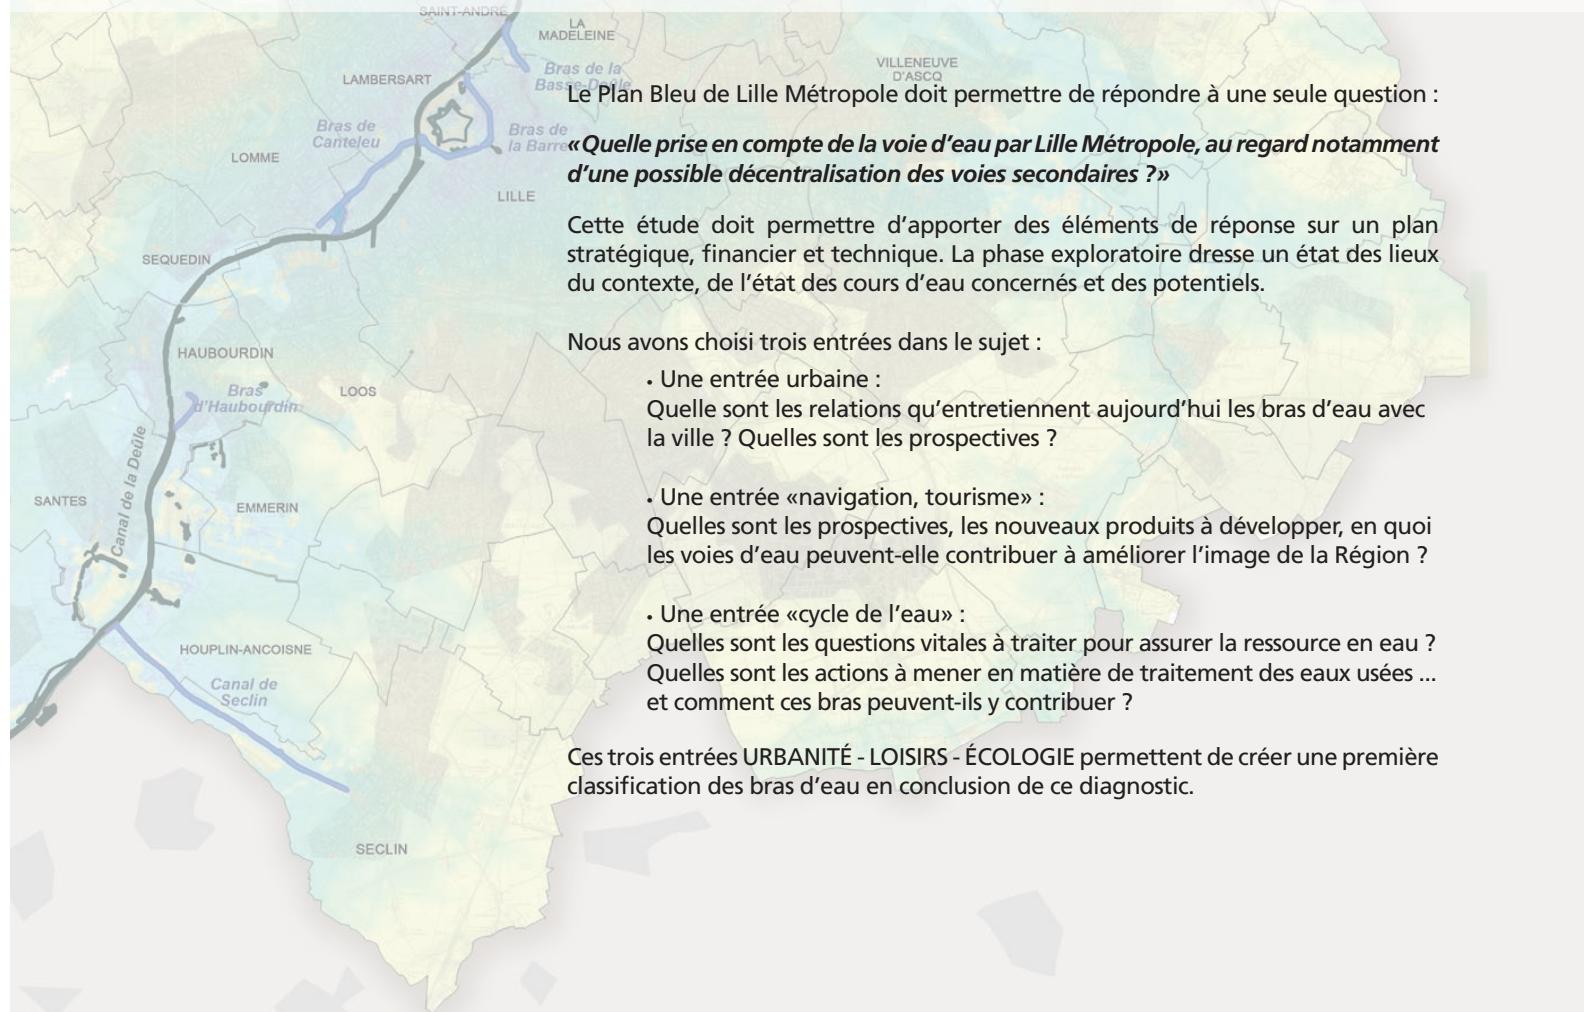 SAINT-ANDRÉ
LA
MADELEINE
LAMBERSART
Bras de la
Basse-Deûle
VILLENEUVE
D'ASCQ
Bras de
Canteleu
Bras de
la Barre
LOMME
LILLE
SEQUEDIN
HAUBOURDIN
Bras
d'Haubourdin
LOOS
Canal de la Deûle
SANTES
EMMERIN
HOUPLIN-ANCOISNE
Canal de
Seclin
SECLIN
Le Plan Bleu de Lille Métropole doit permettre de répondre à une seule question :
«Quelle prise en compte de la voie d'eau par Lille Métropole, au regard notamment
d'une possible décentralisation des voies secondaires ?»
Cette étude doit permettre d'apporter des éléments de réponse sur un plan
stratégique, financier et technique. La phase exploratoire dresse un état des lieux
du contexte, de l'état des cours d'eau concernés et des potentiels.
Nous avons choisi trois entrées dans le sujet :
• Une entrée urbaine :
Quelle sont les relations qu'entretiennent aujourd'hui les bras d'eau avec
la ville ? Quelles sont les prospectives ?
• Une entrée «navigation, tourisme» :
Quelles sont les prospectives, les nouveaux produits à développer, en quoi
les voies d'eau peuvent-elle contribuer à améliorer l'image de la Région ?
• Une entrée «cycle de l'eau» :
Quelles sont les questions vitales à traiter pour assurer la ressource en eau ?
Quelles sont les actions à mener en matière de traitement des eaux usées ...
et comment ces bras peuvent-ils y contribuer ?
Ces trois entrées URBANITÉ - LOISIRS - ÉCOLOGIE permettent de créer une première
classification des bras d'eau en conclusion de ce diagnostic.